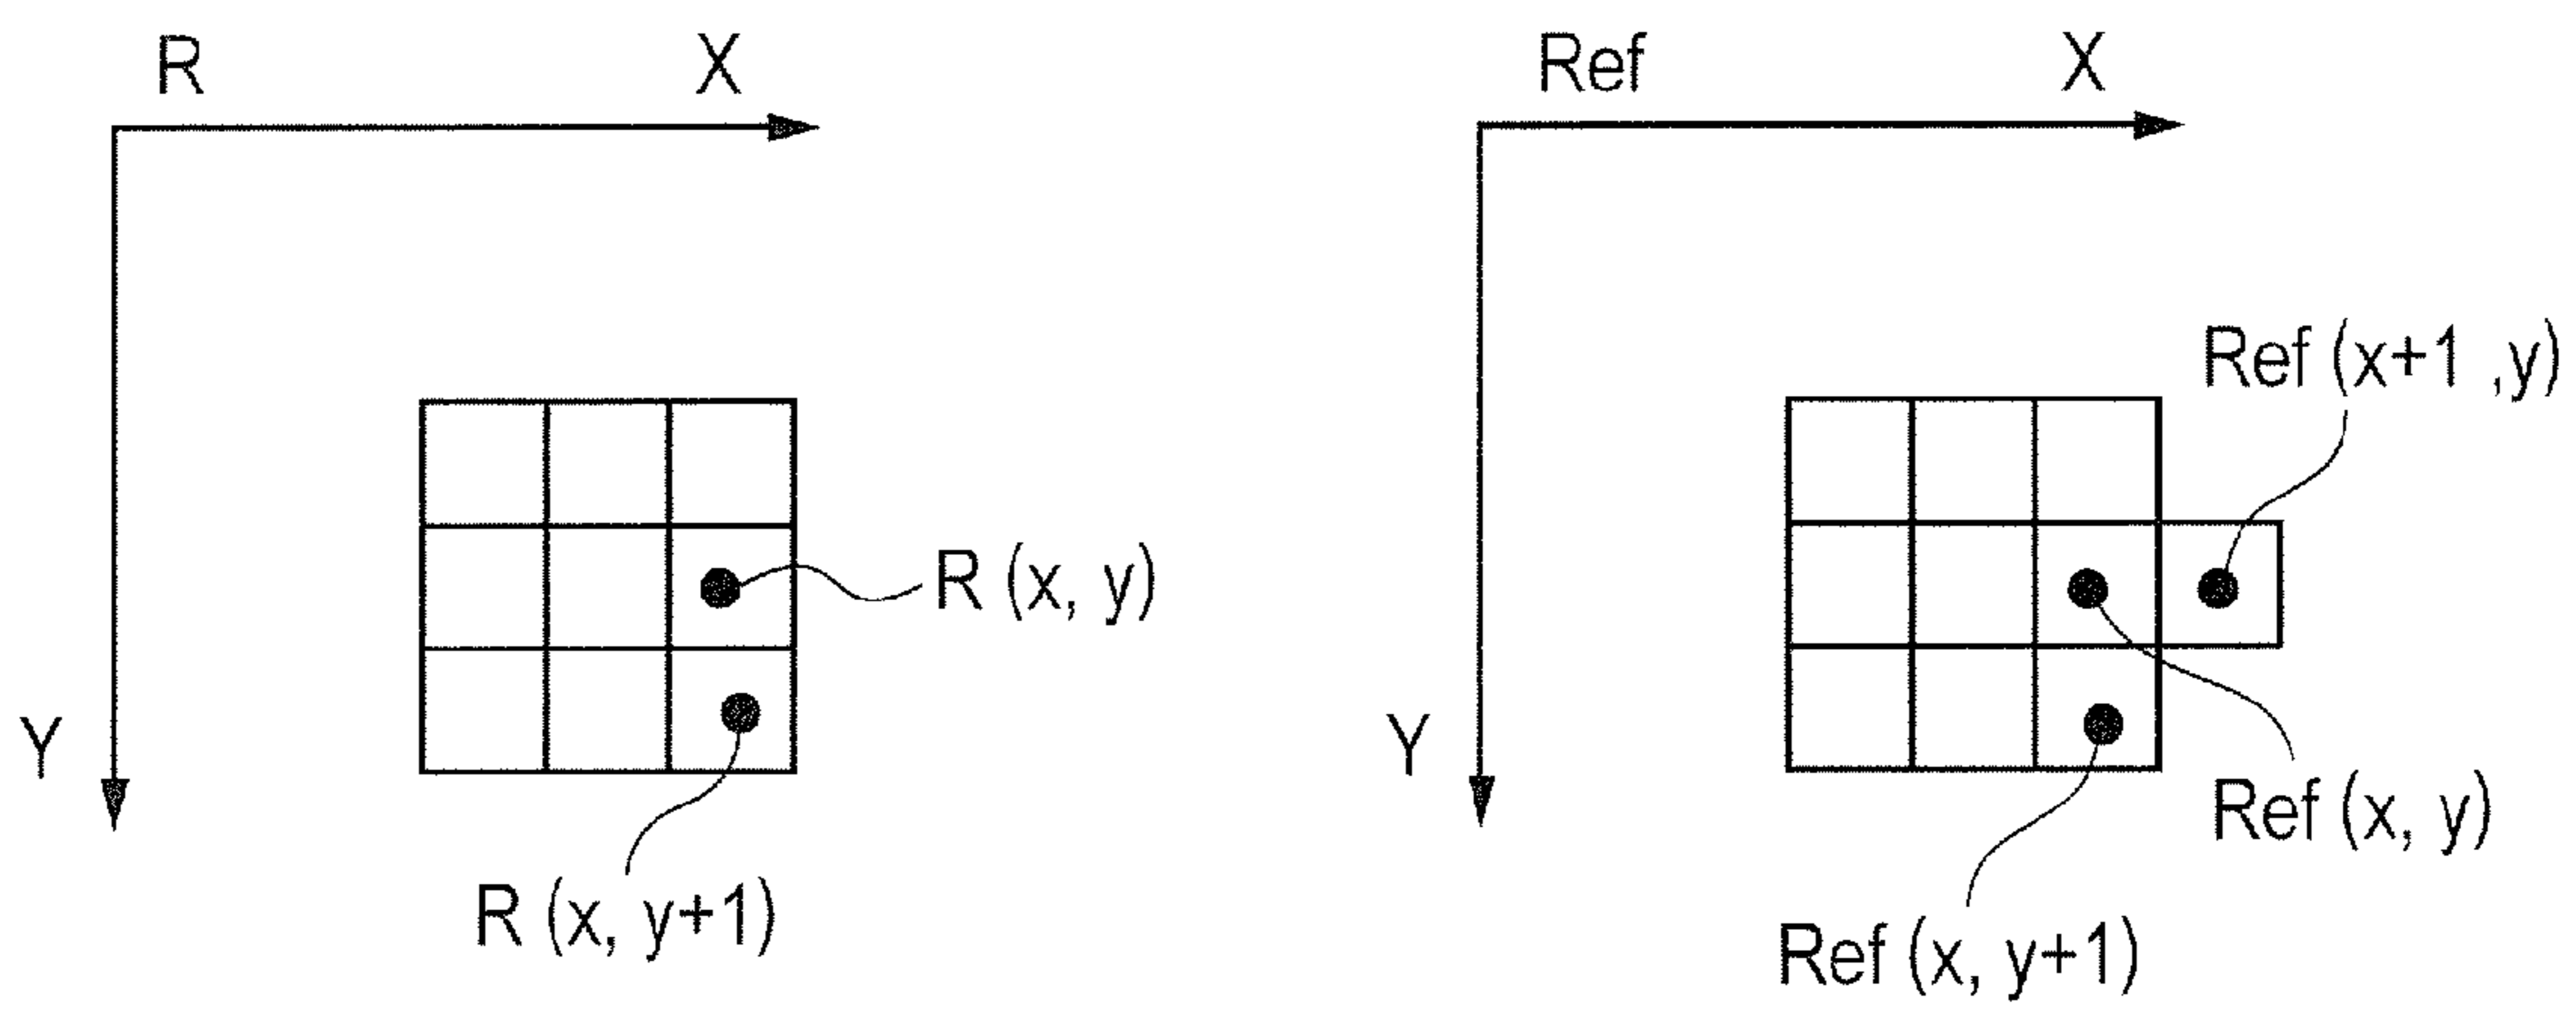 R X
Y
R (x, y)
R (x, y+1)
Ref X
Y
Ref (x+1 ,y)
Ref (x, y)
Ref (x, y+1)